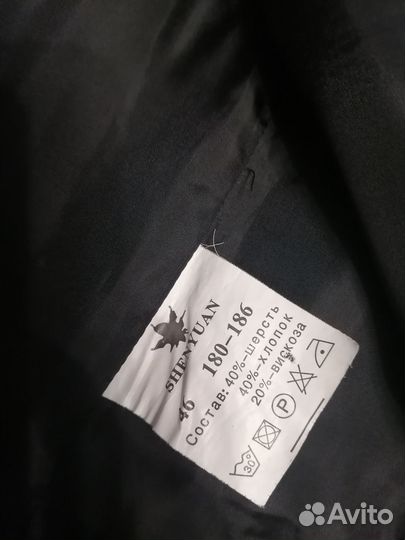 SHENYUAN
46 180-186
Состав: 40%-шерсть
40%-хлопок
20%-вискоза
30°
P
Avito